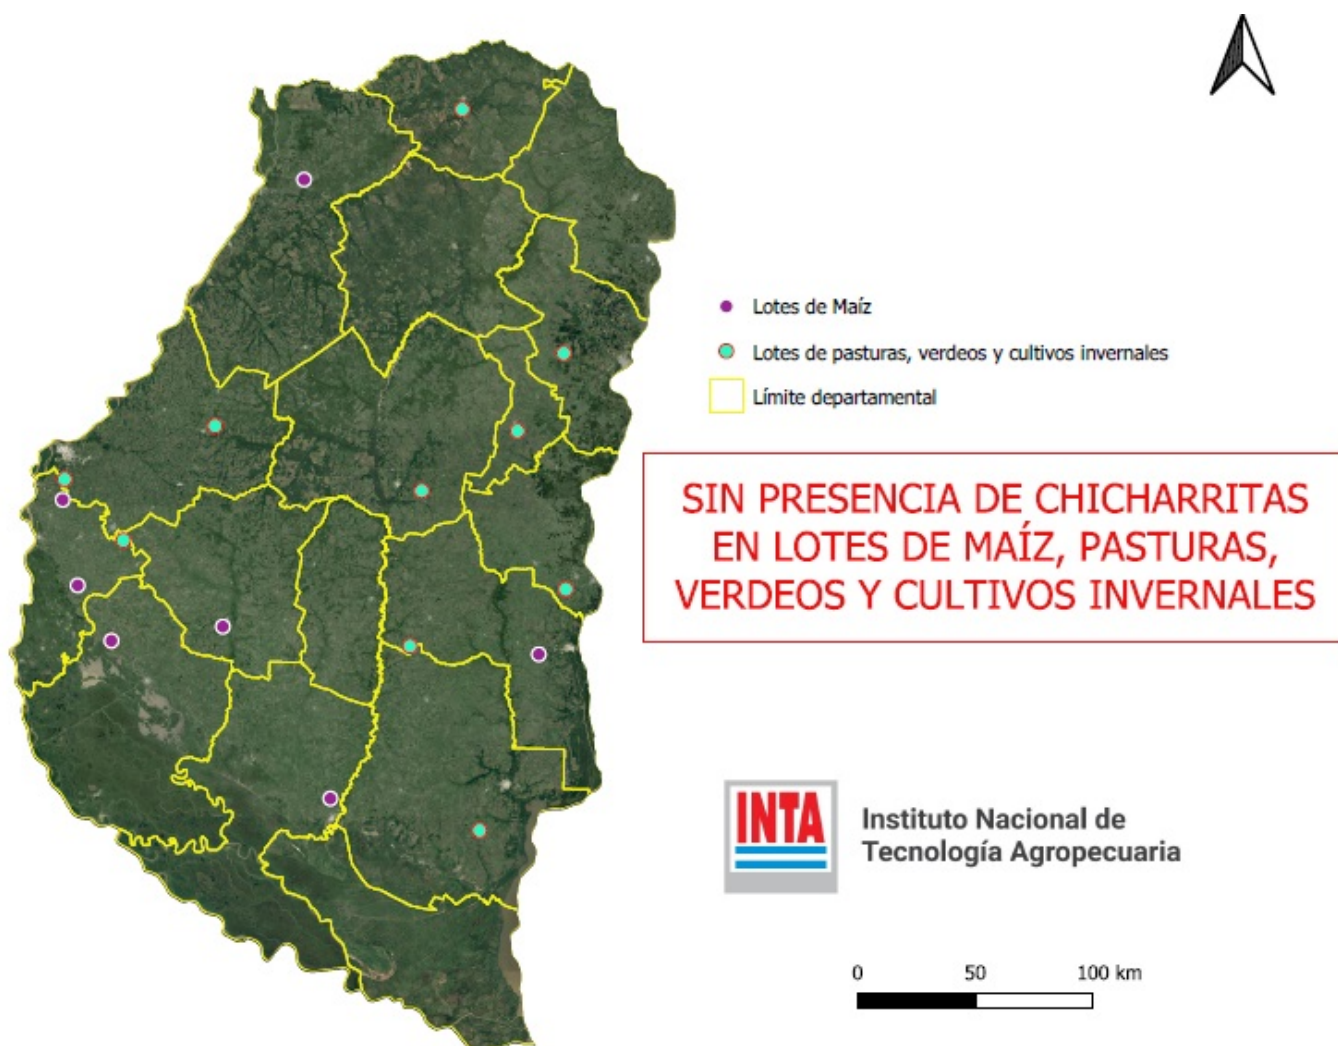 Lotes de Maíz
Lotes de pasturas, verdeos y cultivos invernales
Límite departamental
SIN PRESENCIA DE CHICHARRITAS
EN LOTES DE MAÍZ, PASTURAS,
VERDEOS Y CULTIVOS INVERNALES
INTA
Instituto Nacional de
Tecnología Agropecuaria
0 50 100 km